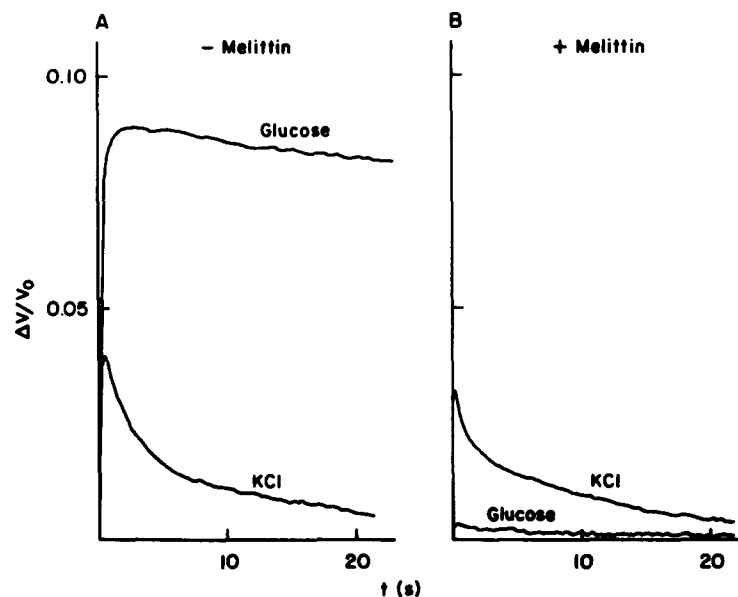 A
B
– Melittin
+ Melittin
0.10
Glucose
0.05
ΔV/V₀
KCl
KCl
Glucose
10
20
10
20
t (s)